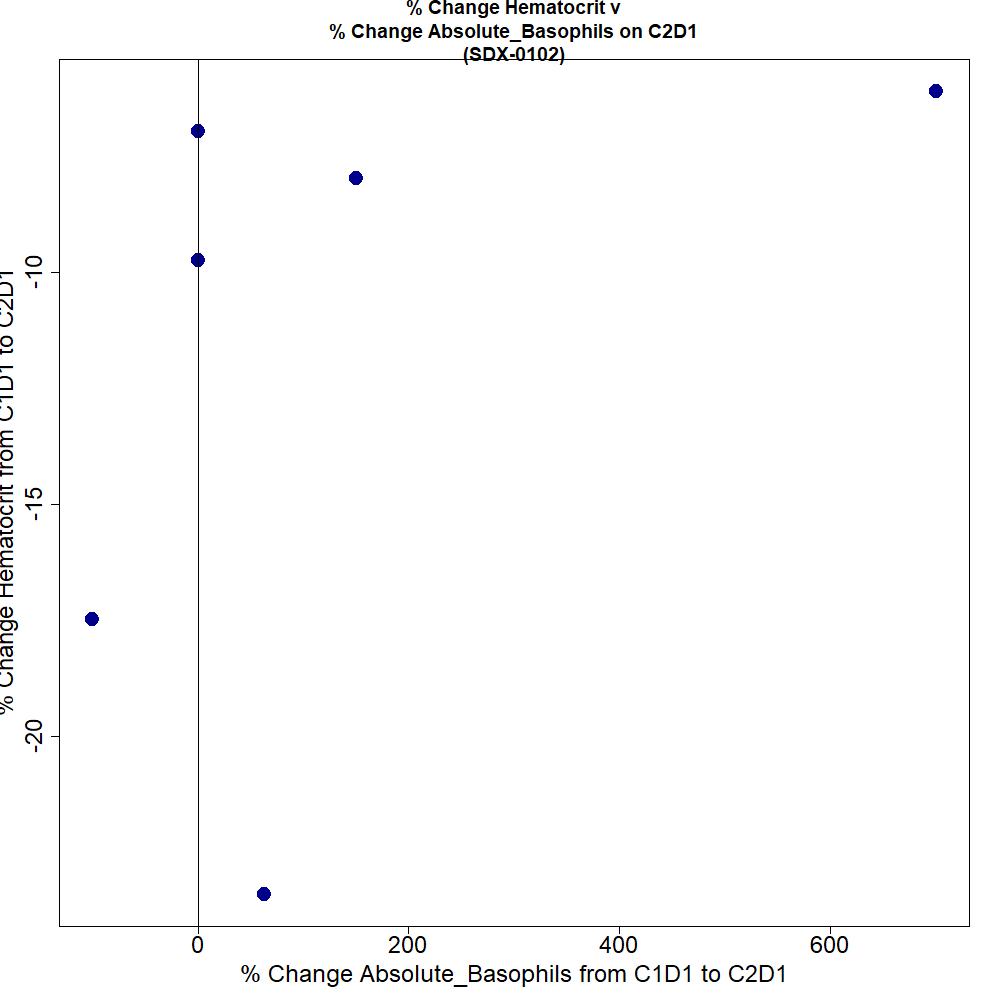 % Change Hematocrit v
% Change Absolute_Basophils on C2D1
(SDX-0102)
% Change Hematocrit from C1D1 to C2D1
-10
-15
-20
0
200
400
600
% Change Absolute_Basophils from C1D1 to C2D1